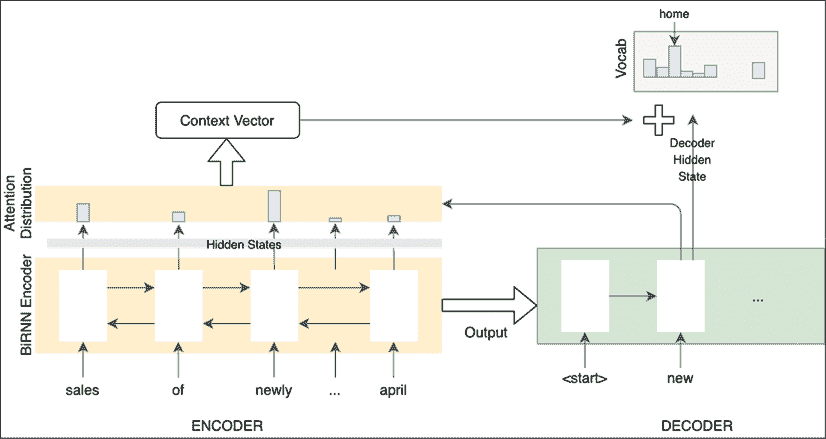 home
Vocab
Context Vector
Decoder
Hidden
State
Attention
Distribution
Hidden States
BiRNN Encoder
Output
...
sales of newly ... april
<start> new
ENCODER DECODER